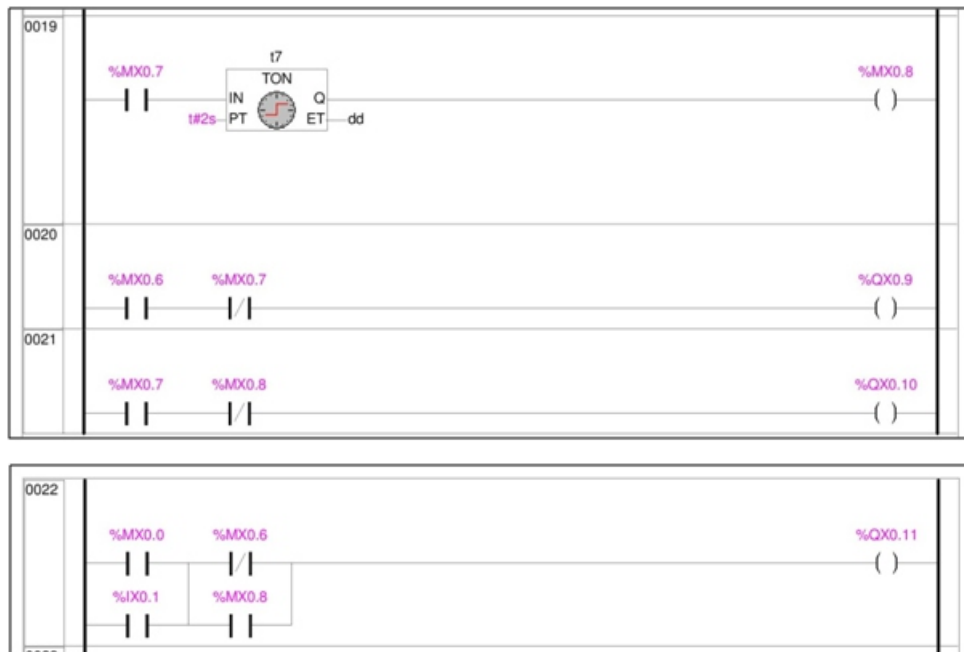 0019
t7
%MX0.7 TON %MX0.8
IN Q
t#2s PT ET dd
0020
%MX0.6 %MX0.7 %QX0.9
0021
%MX0.7 %MX0.8 %QX0.10
0022
%MX0.0 %MX0.6 %QX0.11
%IX0.1 %MX0.8